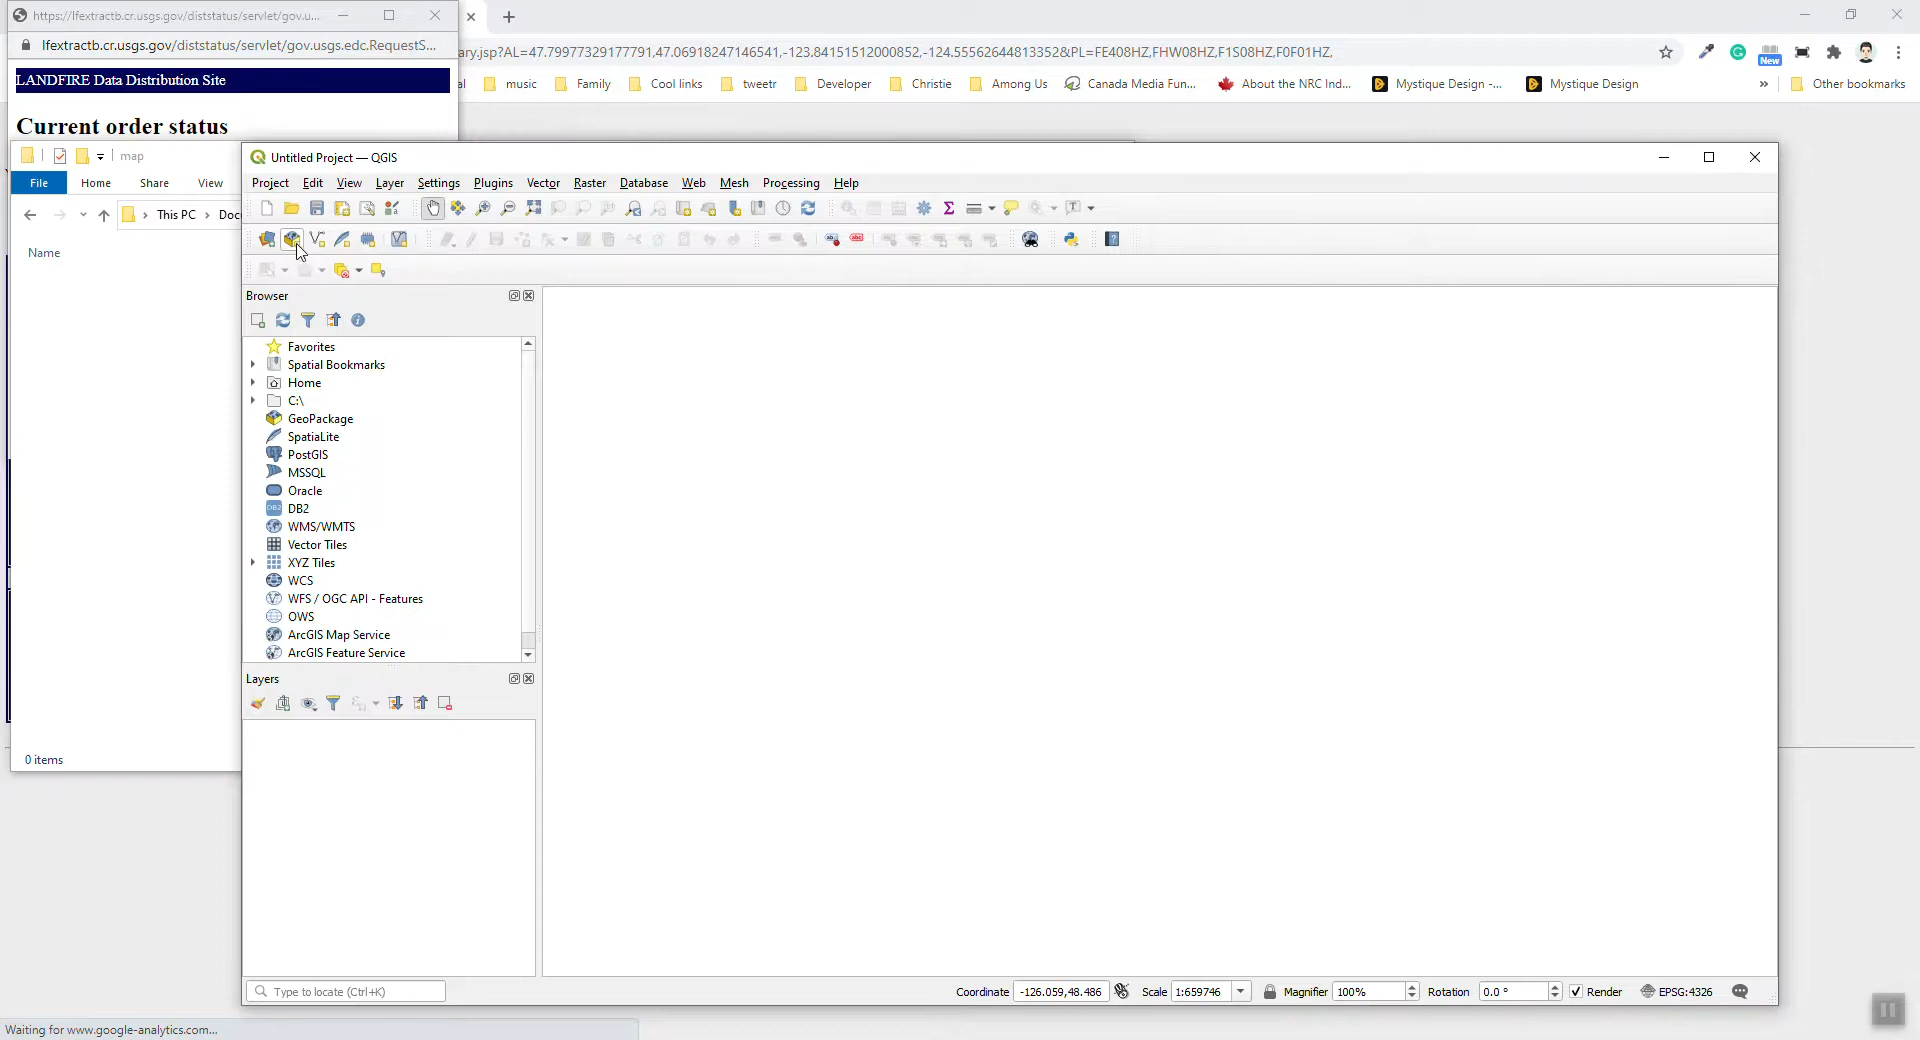 https://lfextractb.cr.usgs.gov/diststatus/servlet/gov.u...
lfextractb.cr.usgs.gov/diststatus/servlet/gov.usgs.edc.RequestS...
ary.jsp?AL=47.79977329177791,47.06918247146541,-123.84151512000852,-124.55562644813352&PL=FE408HZ,FHW08HZ,F1S08HZ,F0F01HZ,
New
al music Family Cool links tweetr Developer Christie Among Us Canada Media Fun... About the NRC Ind... Mystique Design -... Mystique Design » Other bookmarks
LANDFIRE Data Distribution Site
Current order status
map
File Home Share View
This PC Doc
Name
0 items
Untitled Project — QGIS
Project Edit View Layer Settings Plugins Vector Raster Database Web Mesh Processing Help
Browser
Favorites
Spatial Bookmarks
Home
C:\
GeoPackage
SpatiaLite
PostGIS
MSSQL
Oracle
DB2 DB2
WMS/WMTS
Vector Tiles
XYZ Tiles
WCS
WFS / OGC API - Features
OWS
ArcGIS Map Service
ArcGIS Feature Service
Layers
Type to locate (Ctrl+K)
Coordinate -126.059,48.486 Scale 1:659746 Magnifier 100% Rotation 0.0 ° Render EPSG:4326
Waiting for www.google-analytics.com...